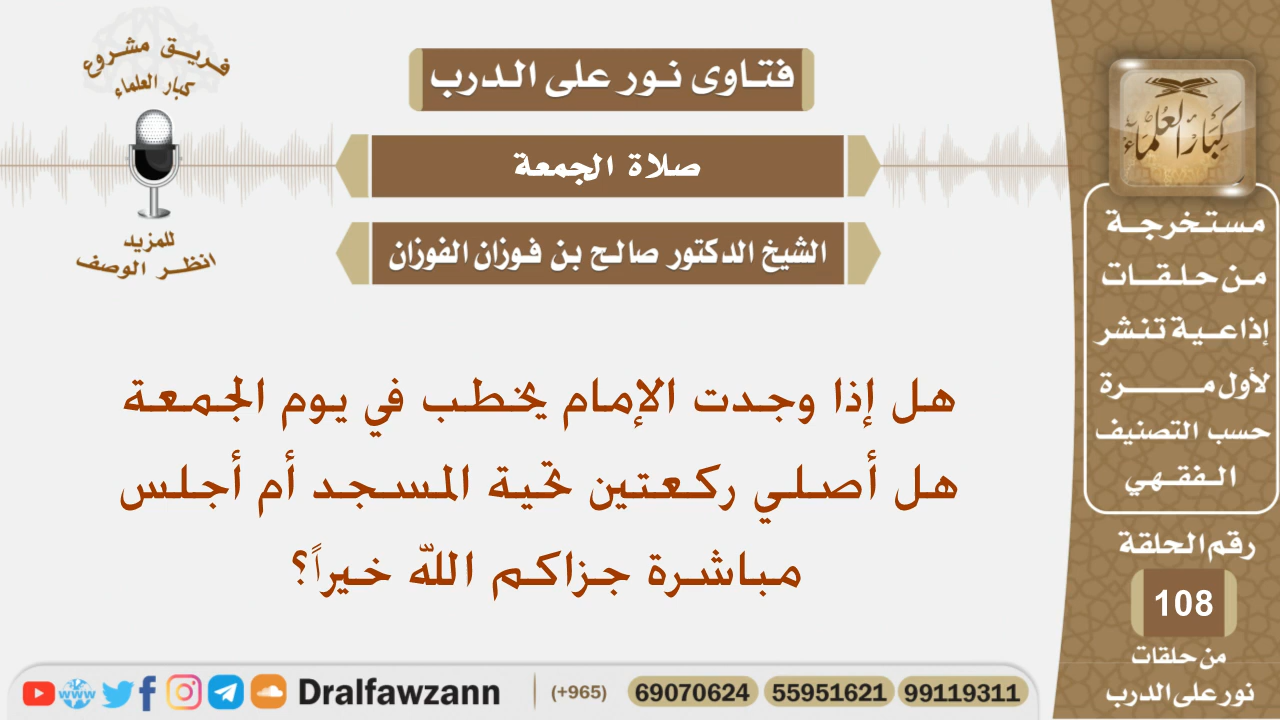 فريق مشروع
كبار العلماء
للمزيد
انظر الوصف
فتاوى نور على الدرب
صلاة الجمعة
الشيخ الدكتور صالح بن فوزان الفوزان
هل إذا وجدت الإمام يخطب في يوم الجمعة
هل أصلي ركعتين تحية المسجد أم أجلس
مباشرة جزاكم الله خيراً؟
كبار العلماء
مستخرجة
من حلقات
إذاعية تنشر
لأول مرة
حسب التصنيف
الفقهي
رقم الحلقة
108
من حلقات
نور على الدرب
www Dralfawzann (+965) 69070624 55951621 99119311